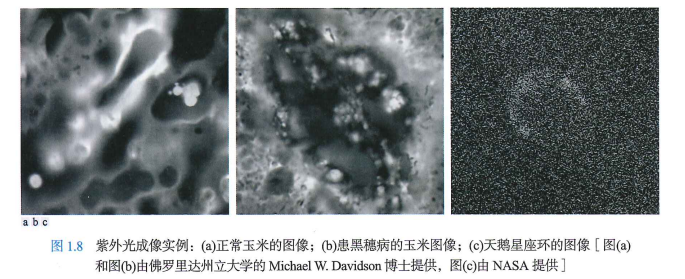 a b c
图 1.8 紫外光成像实例：(a)正常玉米的图像；(b)患黑穗病的玉米图像；(c)天鹅星座环的图像［图(a)
和图(b)由佛罗里达州立大学的 Michael W. Davidson 博士提供，图(c)由 NASA 提供］